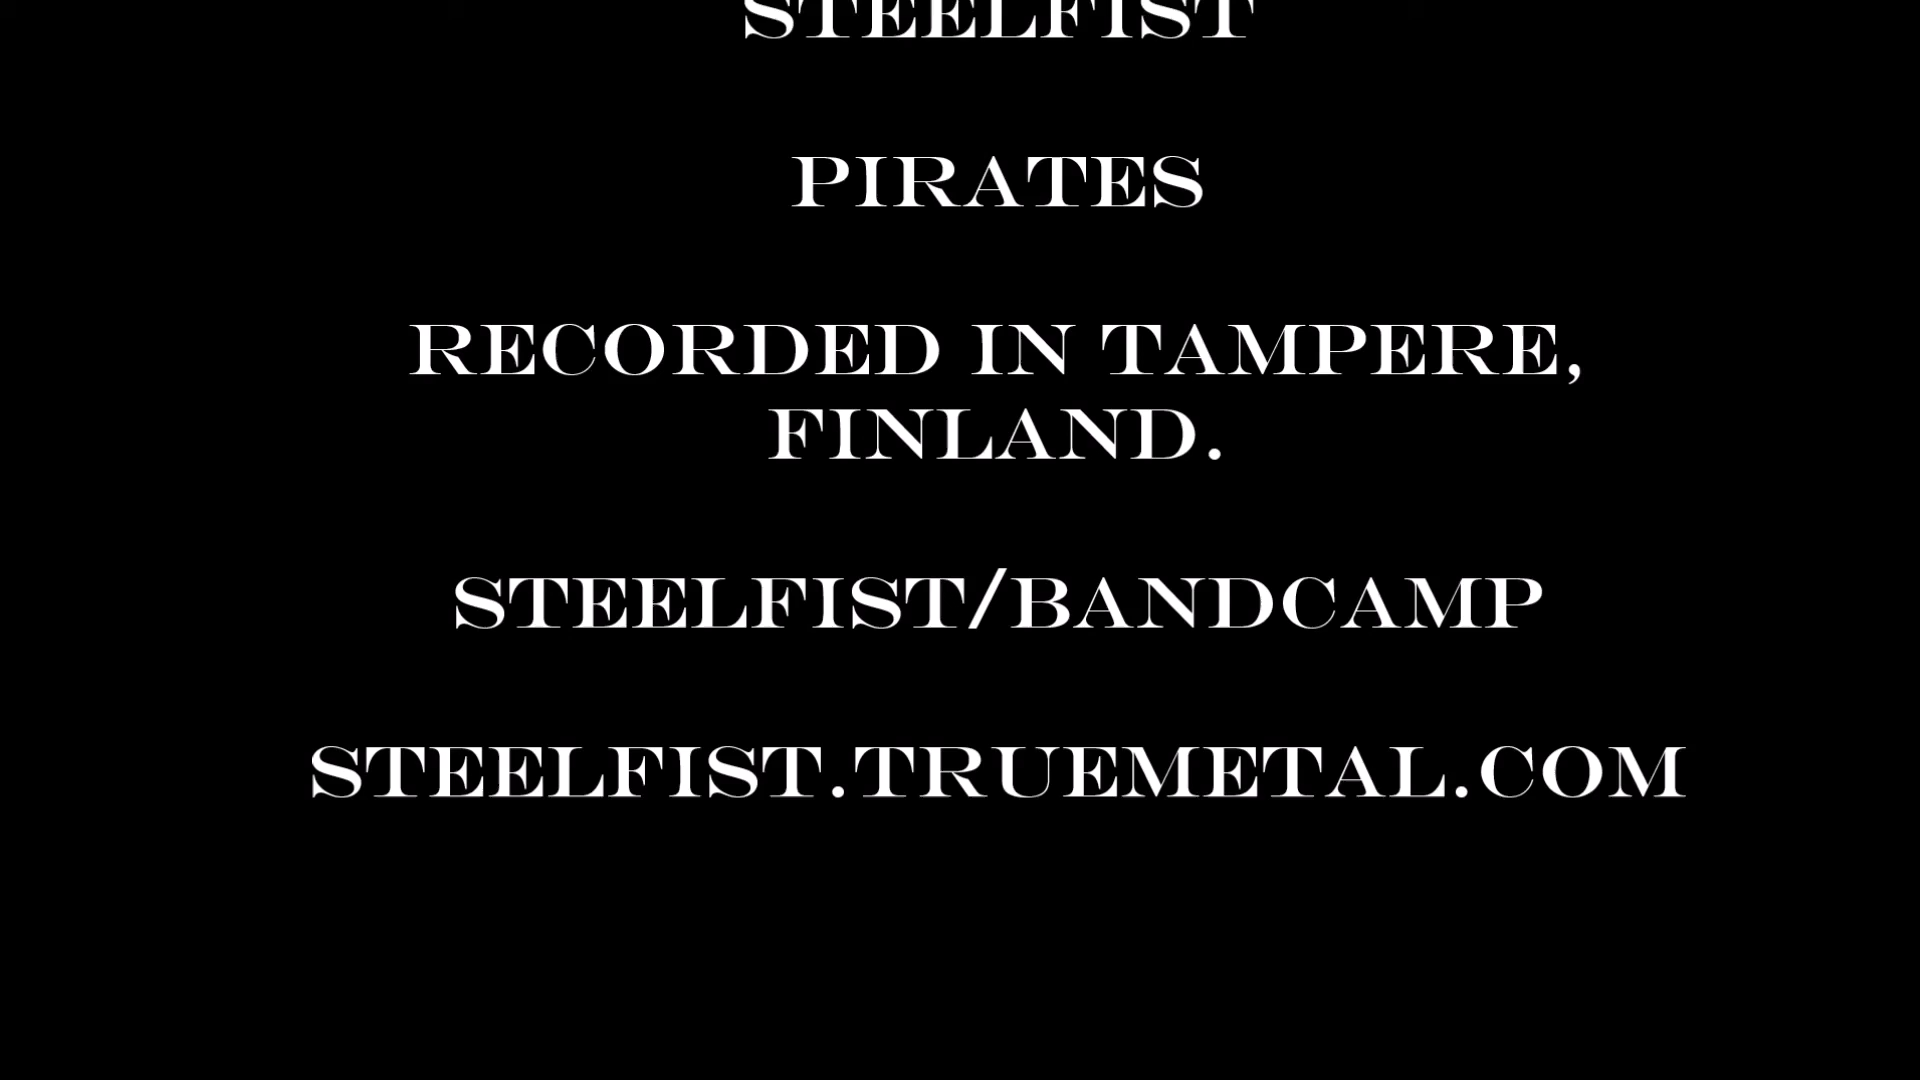 STEELFIST
PIRATES
RECORDED IN TAMPERE,
FINLAND.
STEELFIST/BANDCAMP
STEELFIST.TRUEMETAL.COM